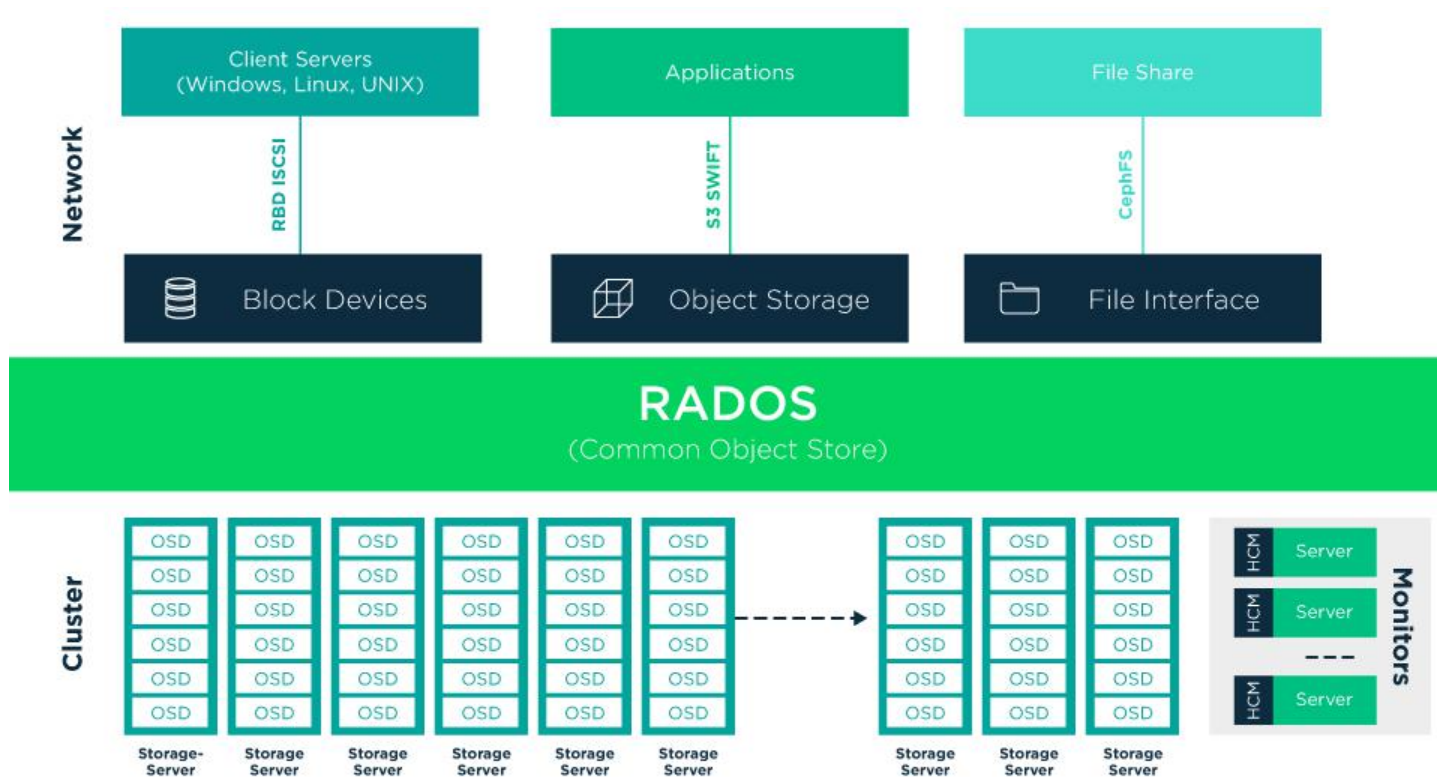 Client Servers
(Windows, Linux, UNIX)
Applications
File Share
Network
RBD ISCSI
S3 SWIFT
CephFS
Block Devices
Object Storage
File Interface
RADOS
(Common Object Store)
Cluster
OSD OSD OSD OSD OSD OSD OSD OSD OSD
OSD OSD OSD OSD OSD OSD OSD OSD OSD
OSD OSD OSD OSD OSD OSD OSD OSD OSD
OSD OSD OSD OSD OSD OSD OSD OSD OSD
OSD OSD OSD OSD OSD OSD OSD OSD OSD
OSD OSD OSD OSD OSD OSD OSD OSD OSD
Storage-
Server
Storage
Server
Storage
Server
Storage
Server
Storage
Server
Storage
Server
Storage
Server
Storage
Server
Storage
Server
HCM Server
HCM Server
HCM Server
Monitors